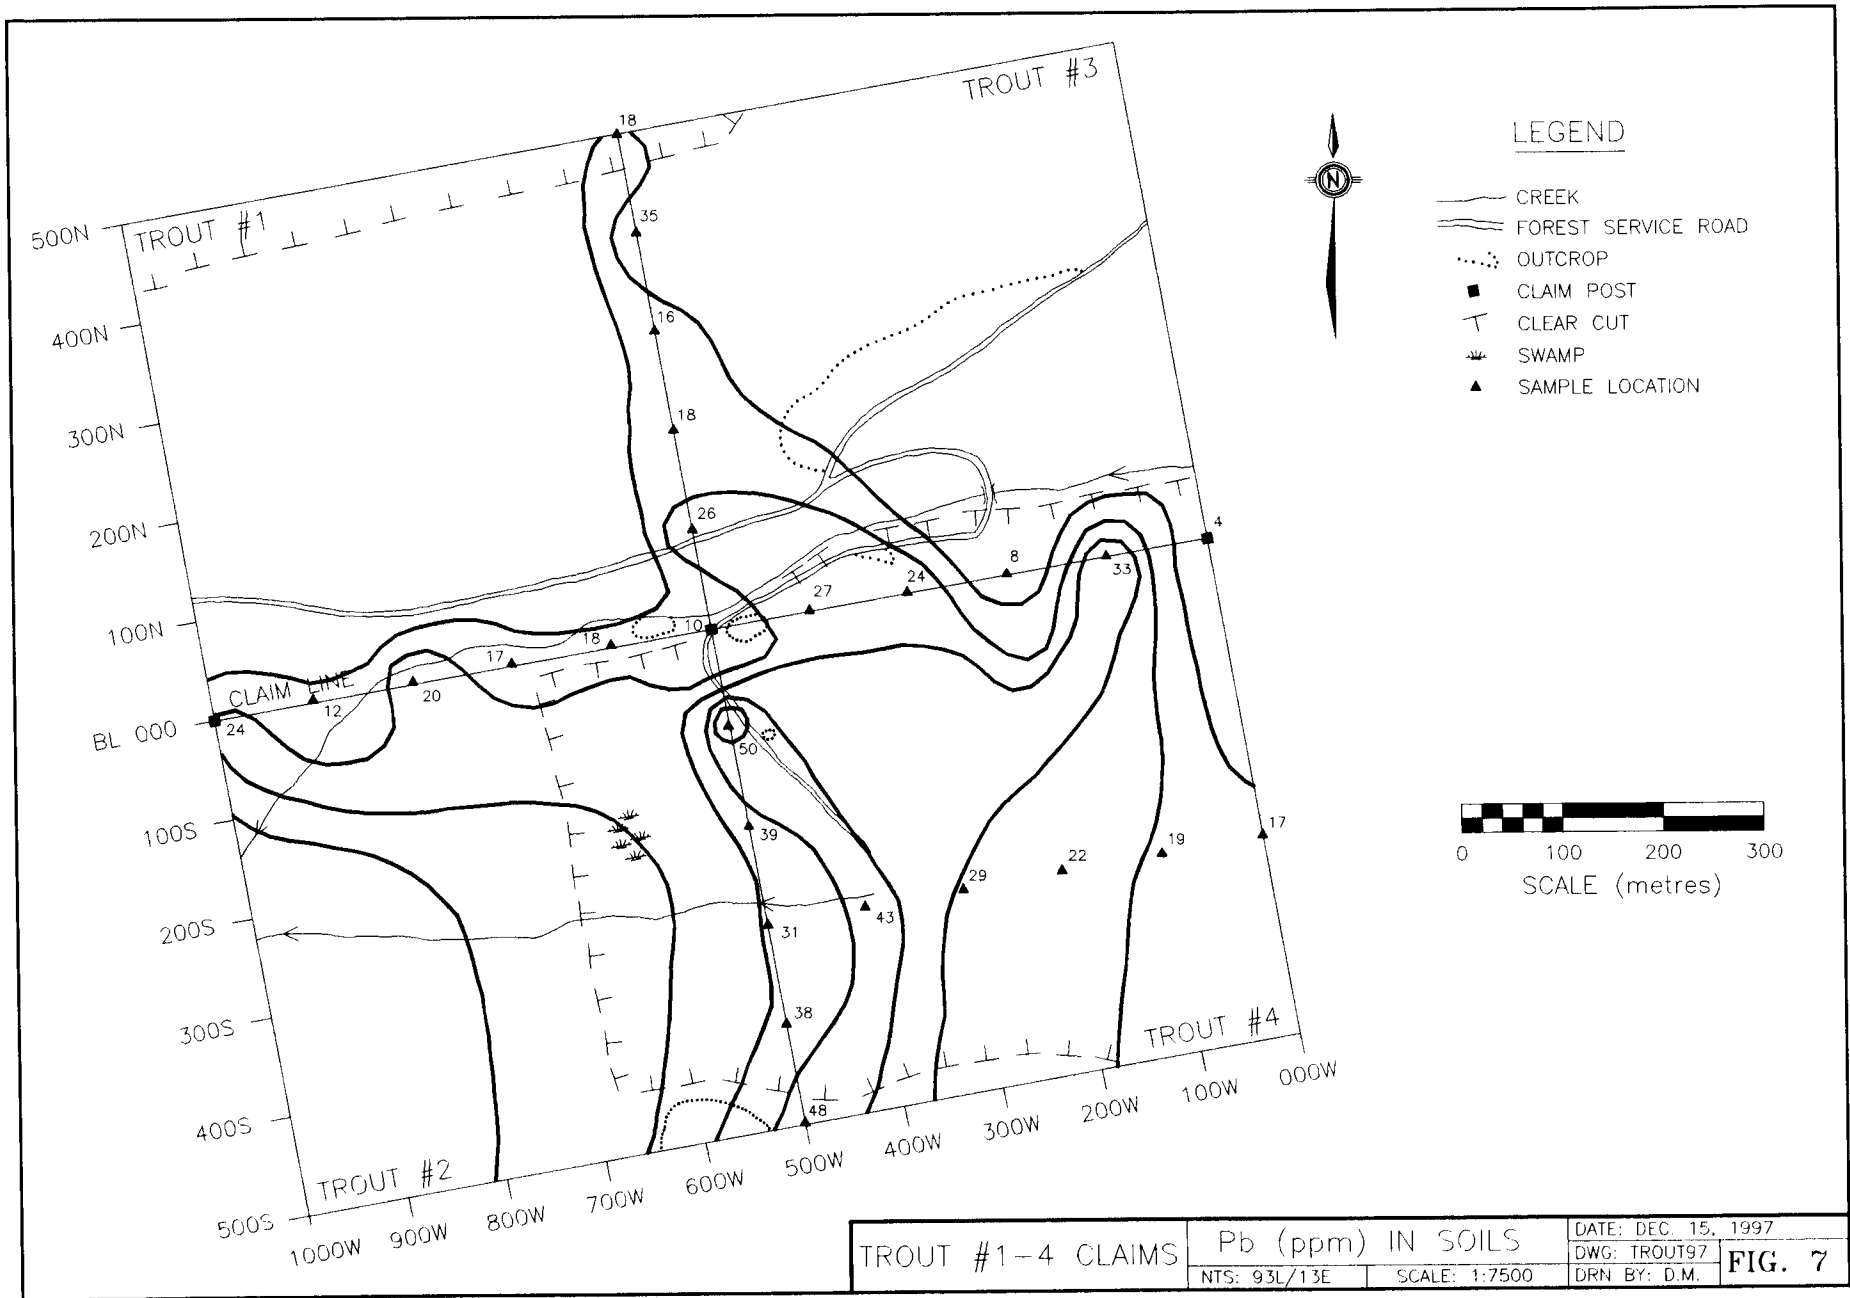 TROUT #3
18
LEGEND
CREEK
FOREST SERVICE ROAD
OUTCROP
CLAIM POST
CLEAR CUT
SWAMP
SAMPLE LOCATION
N
500N
TROUT #1
35
400N
16
300N
18
200N
26
4
100N
8
33
24
27
10
18
17
CLAIM LINE
20
12
BL 000
24
50
100S
39
17
19
22
29
0 100 200 300
SCALE (metres)
200S
43
31
300S
38
TROUT #4
400S
48
TROUT #2
500S
1000W 900W 800W 700W 600W 500W 400W 300W 200W 100W 000W
TROUT #1-4 CLAIMS
Pb (ppm) IN SOILS
NTS: 93L/13E
SCALE: 1:7500
DATE: DEC. 15, 1997
DWG: TROUT97
DRN BY: D.M.
FIG. 7